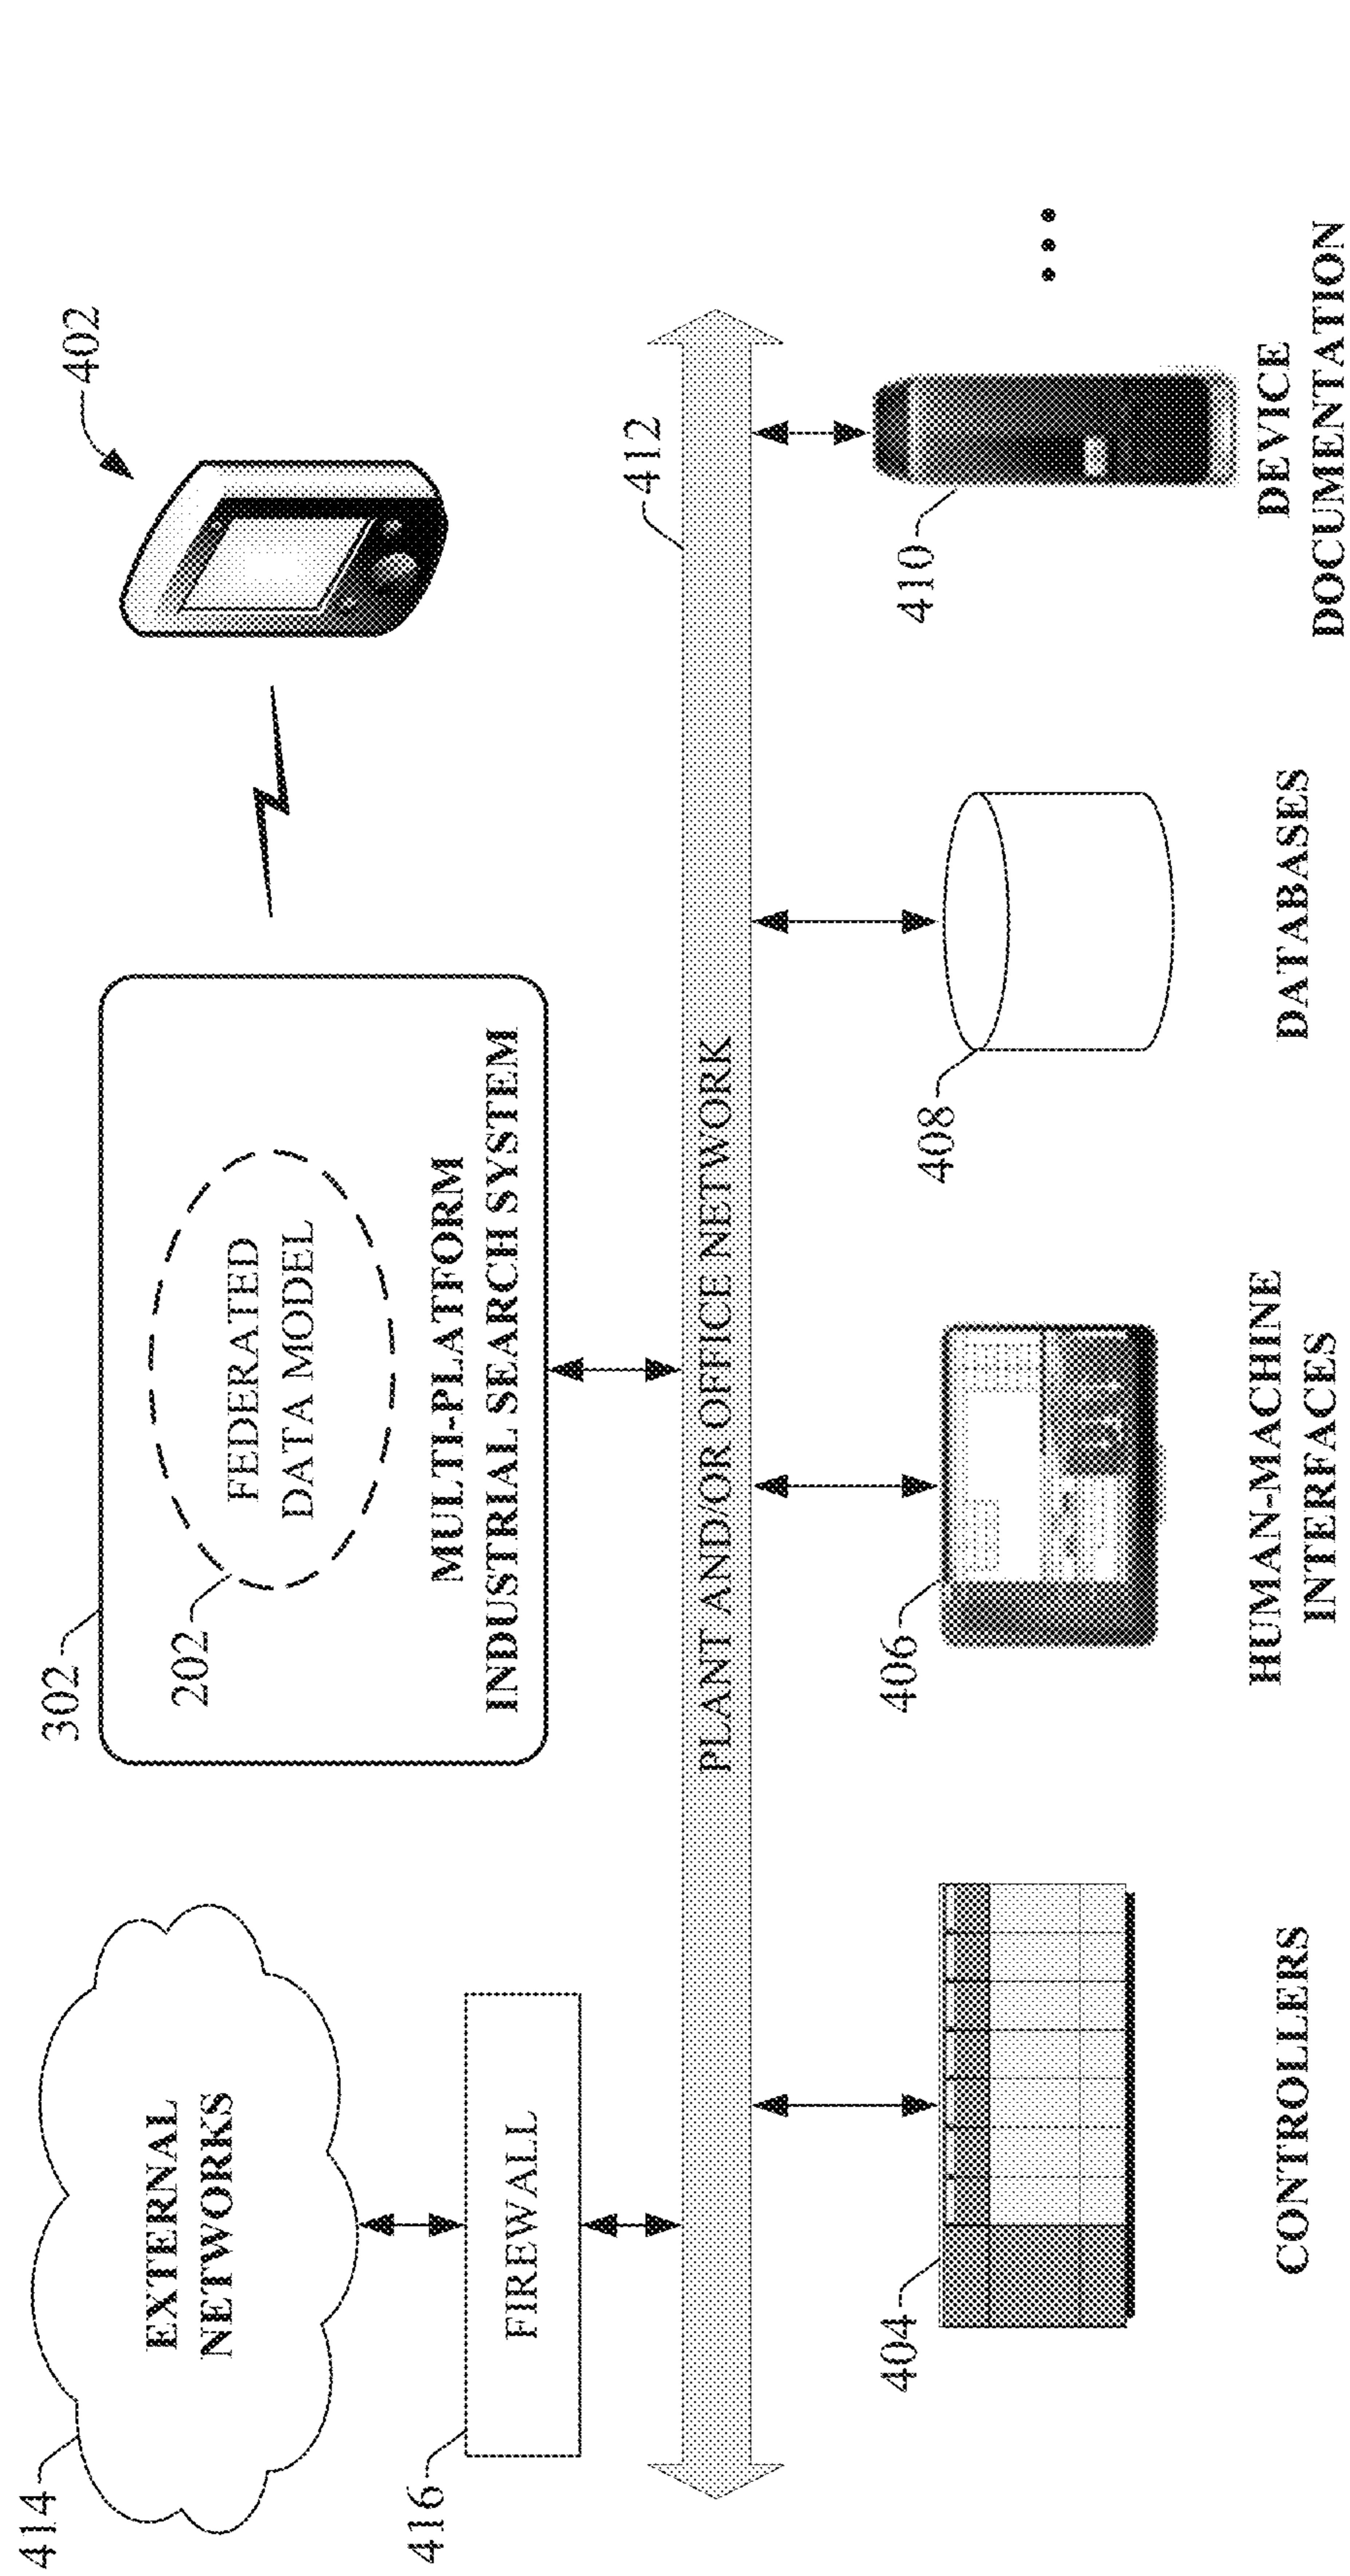 414
EXTERNAL
NETWORKS
416
FIREWALL
302
202
FEDERATED
DATA MODEL
MULTI-PLATFORM
INDUSTRIAL SEARCH SYSTEM
402
412
PLANT AND/OR OFFICE NETWORK
404
CONTROLLERS
406
HUMAN-MACHINE
INTERFACES
408
DATABASES
410
DEVICE
DOCUMENTATION